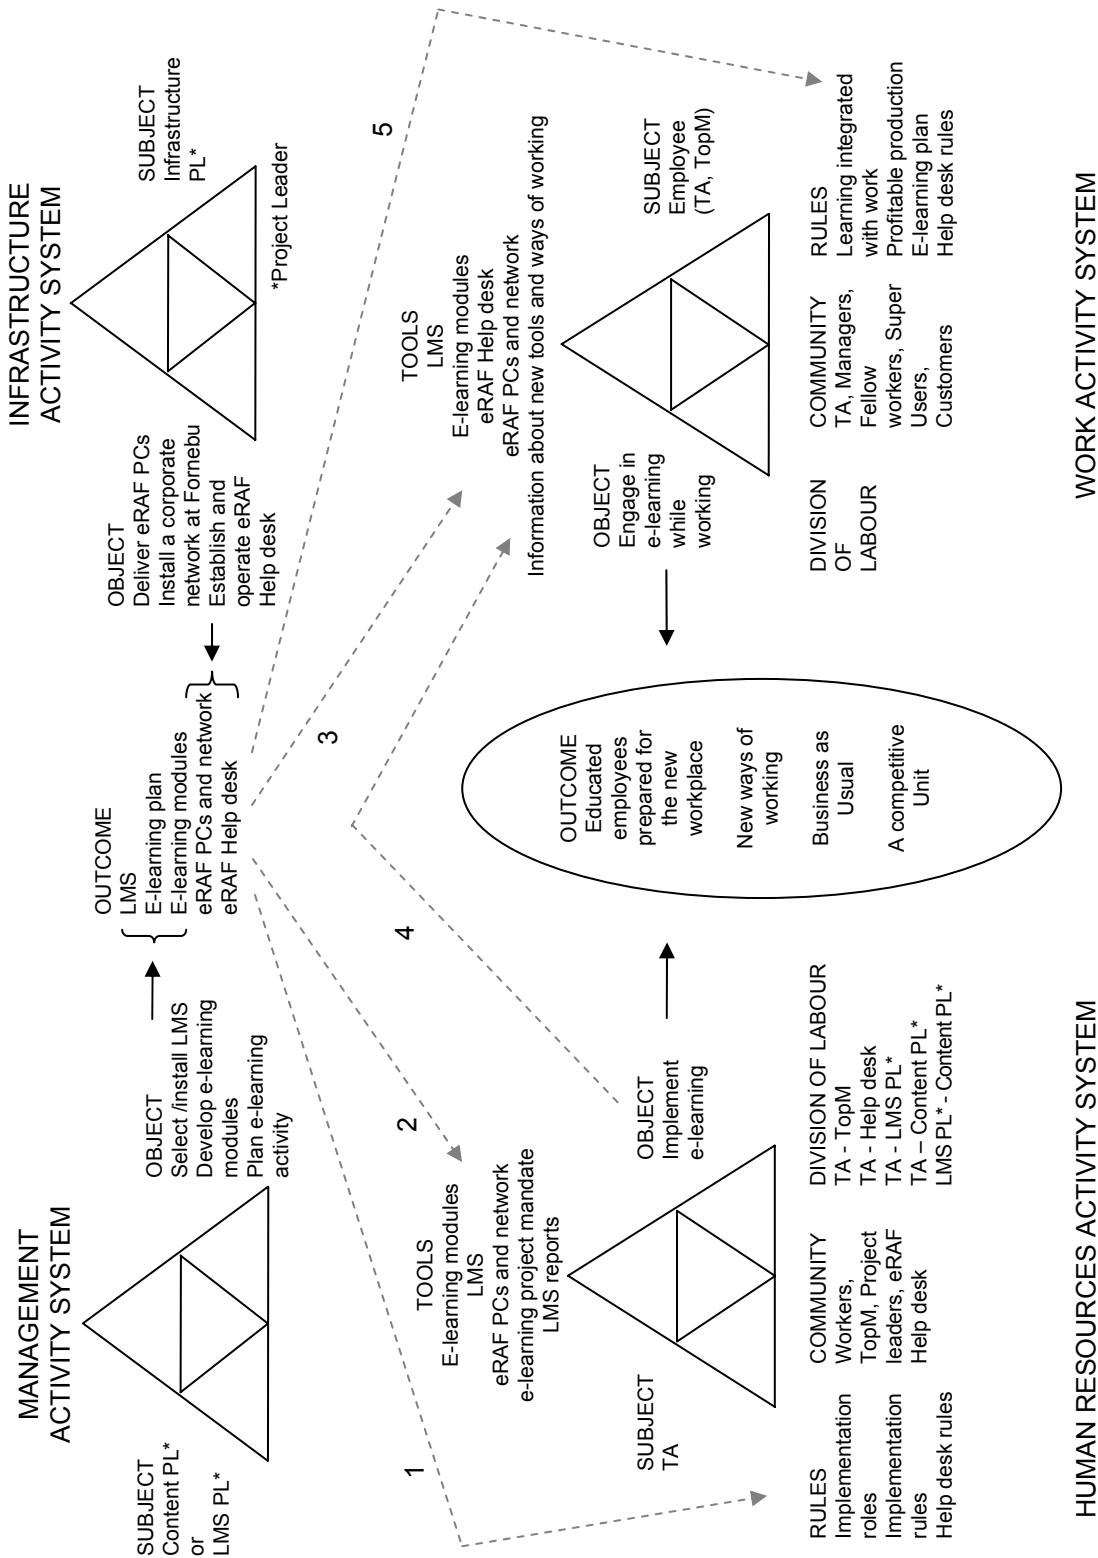 MANAGEMENT
ACTIVITY SYSTEM
SUBJECT
Content PL*
or
LMS PL*
OBJECT
Select /install LMS
Develop e-learning
modules
Plan e-learning
activity
OUTCOME
LMS
E-learning plan
E-learning modules
eRAF PCs and network
eRAF Help desk
INFRASTRUCTURE
ACTIVITY SYSTEM
OBJECT
Deliver eRAF PCs
Install a corporate
network at Fornebu
Establish and
operate eRAF
Help desk
SUBJECT
Infrastructure
PL*
*Project Leader
1
2
3
4
5
TOOLS
E-learning modules
LMS
eRAF PCs and network
e-learning project mandate
LMS reports
SUBJECT
TA
OBJECT
Implement
e-learning
RULES
Implementation
roles
Implementation
rules
Help desk rules
COMMUNITY
Workers,
TopM, Project
leaders, eRAF
Help desk
DIVISION OF LABOUR
TA - TopM
TA - Help desk
TA - LMS PL*
TA – Content PL*
LMS PL* - Content PL*
HUMAN RESOURCES ACTIVITY SYSTEM
OUTCOME
Educated
employees
prepared for
the new
workplace
New ways of
working
Business as
Usual
A competitive
Unit
TOOLS
LMS
E-learning modules
eRAF Help desk
eRAF PCs and network
Information about new tools and ways of working
OBJECT
Engage in
e-learning
while
working
SUBJECT
Employee
(TA, TopM)
DIVISION
OF
LABOUR
COMMUNITY
TA, Managers,
Fellow
workers, Super
Users,
Customers
RULES
Learning integrated
with work
Profitable production
E-learning plan
Help desk rules
WORK ACTIVITY SYSTEM